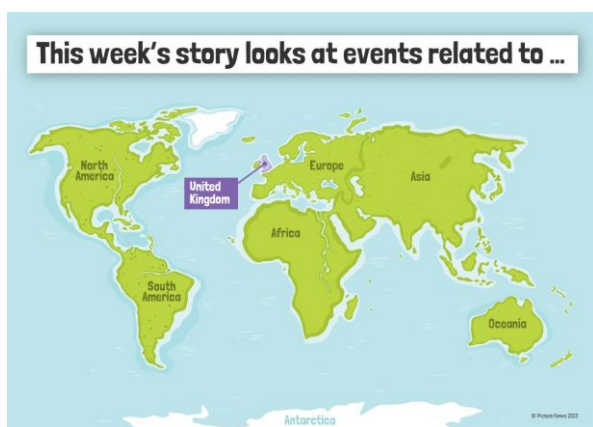 This week's story looks at events related to ...
North
America
United
Kingdom
Europe
Asia
Africa
South
America
Oceania
Antarctica
© Picture News 2023